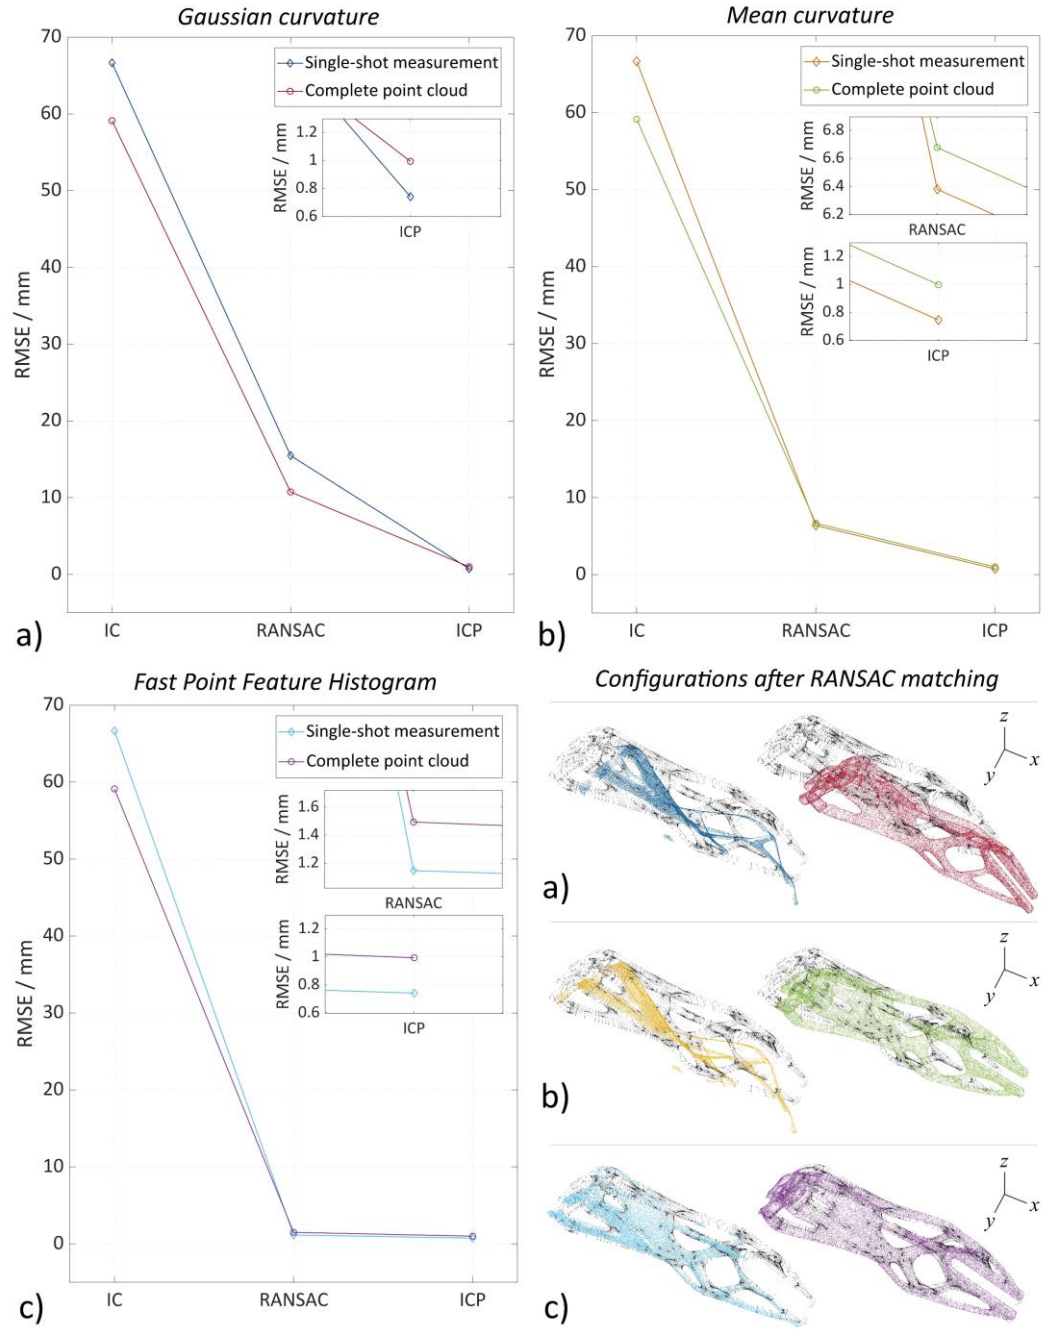 Gaussian curvature
70
60
50
40
30
20
10
0
RMSE / mm
IC
RANSAC
ICP
Single-shot measurement
Complete point cloud
1.2
1
0.8
0.6
RMSE / mm
ICP
a)
Mean curvature
70
60
50
40
30
20
10
0
RMSE / mm
IC
RANSAC
ICP
Single-shot measurement
Complete point cloud
6.8
6.6
6.4
6.2
RMSE / mm
RANSAC
1.2
1
0.8
0.6
RMSE / mm
ICP
b)
Fast Point Feature Histogram
70
60
50
40
30
20
10
0
RMSE / mm
IC
RANSAC
ICP
Single-shot measurement
Complete point cloud
1.6
1.4
1.2
RMSE / mm
RANSAC
1.2
1
0.8
0.6
RMSE / mm
ICP
c)
Configurations after RANSAC matching
z
y
x
a)
z
y
x
b)
z
y
x
c)